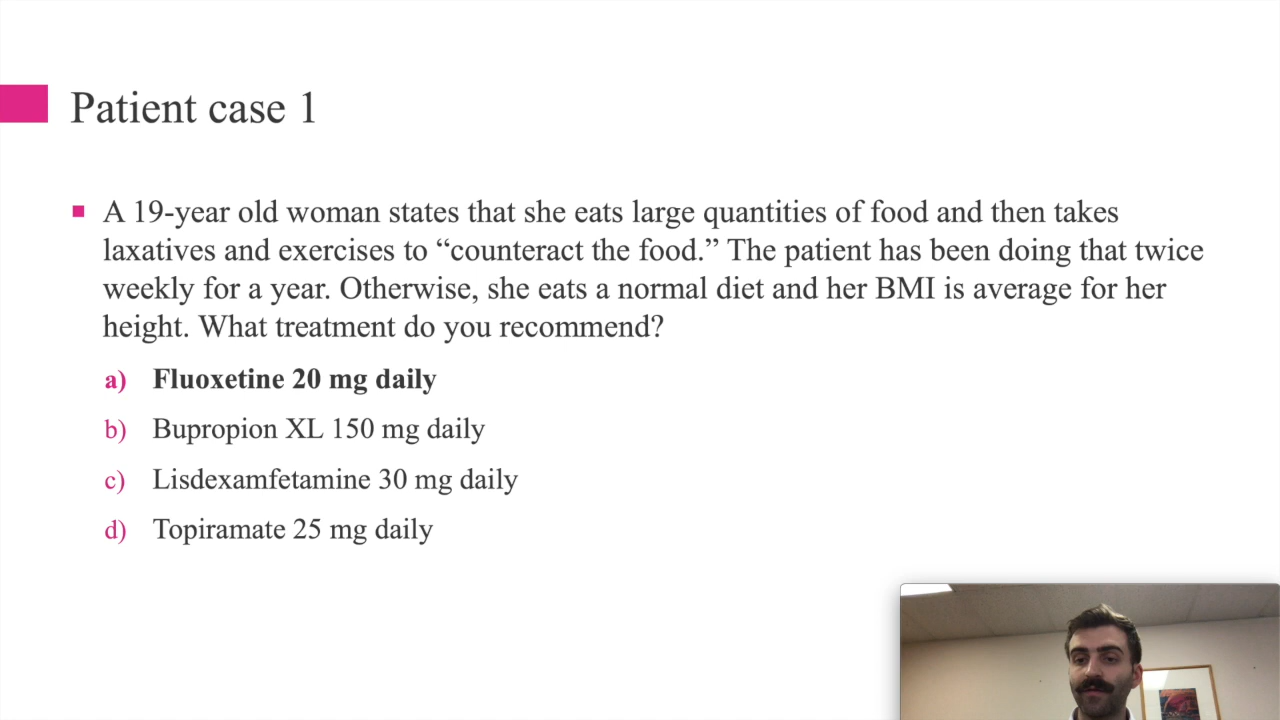 Patient case 1
A 19-year old woman states that she eats large quantities of food and then takes
laxatives and exercises to “counteract the food.” The patient has been doing that twice
weekly for a year. Otherwise, she eats a normal diet and her BMI is average for her
height. What treatment do you recommend?
a) Fluoxetine 20 mg daily
b) Bupropion XL 150 mg daily
c) Lisdexamfetamine 30 mg daily
d) Topiramate 25 mg daily